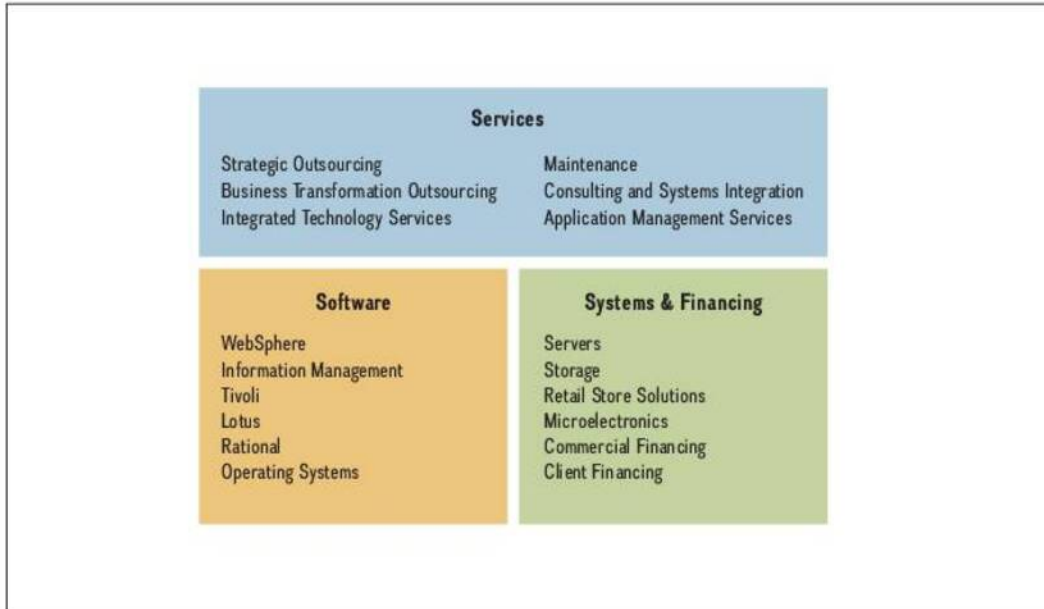 Services
Strategic Outsourcing
Business Transformation Outsourcing
Integrated Technology Services
Maintenance
Consulting and Systems Integration
Application Management Services
Software
WebSphere
Information Management
Tivoli
Lotus
Rational
Operating Systems
Systems & Financing
Servers
Storage
Retail Store Solutions
Microelectronics
Commercial Financing
Client Financing